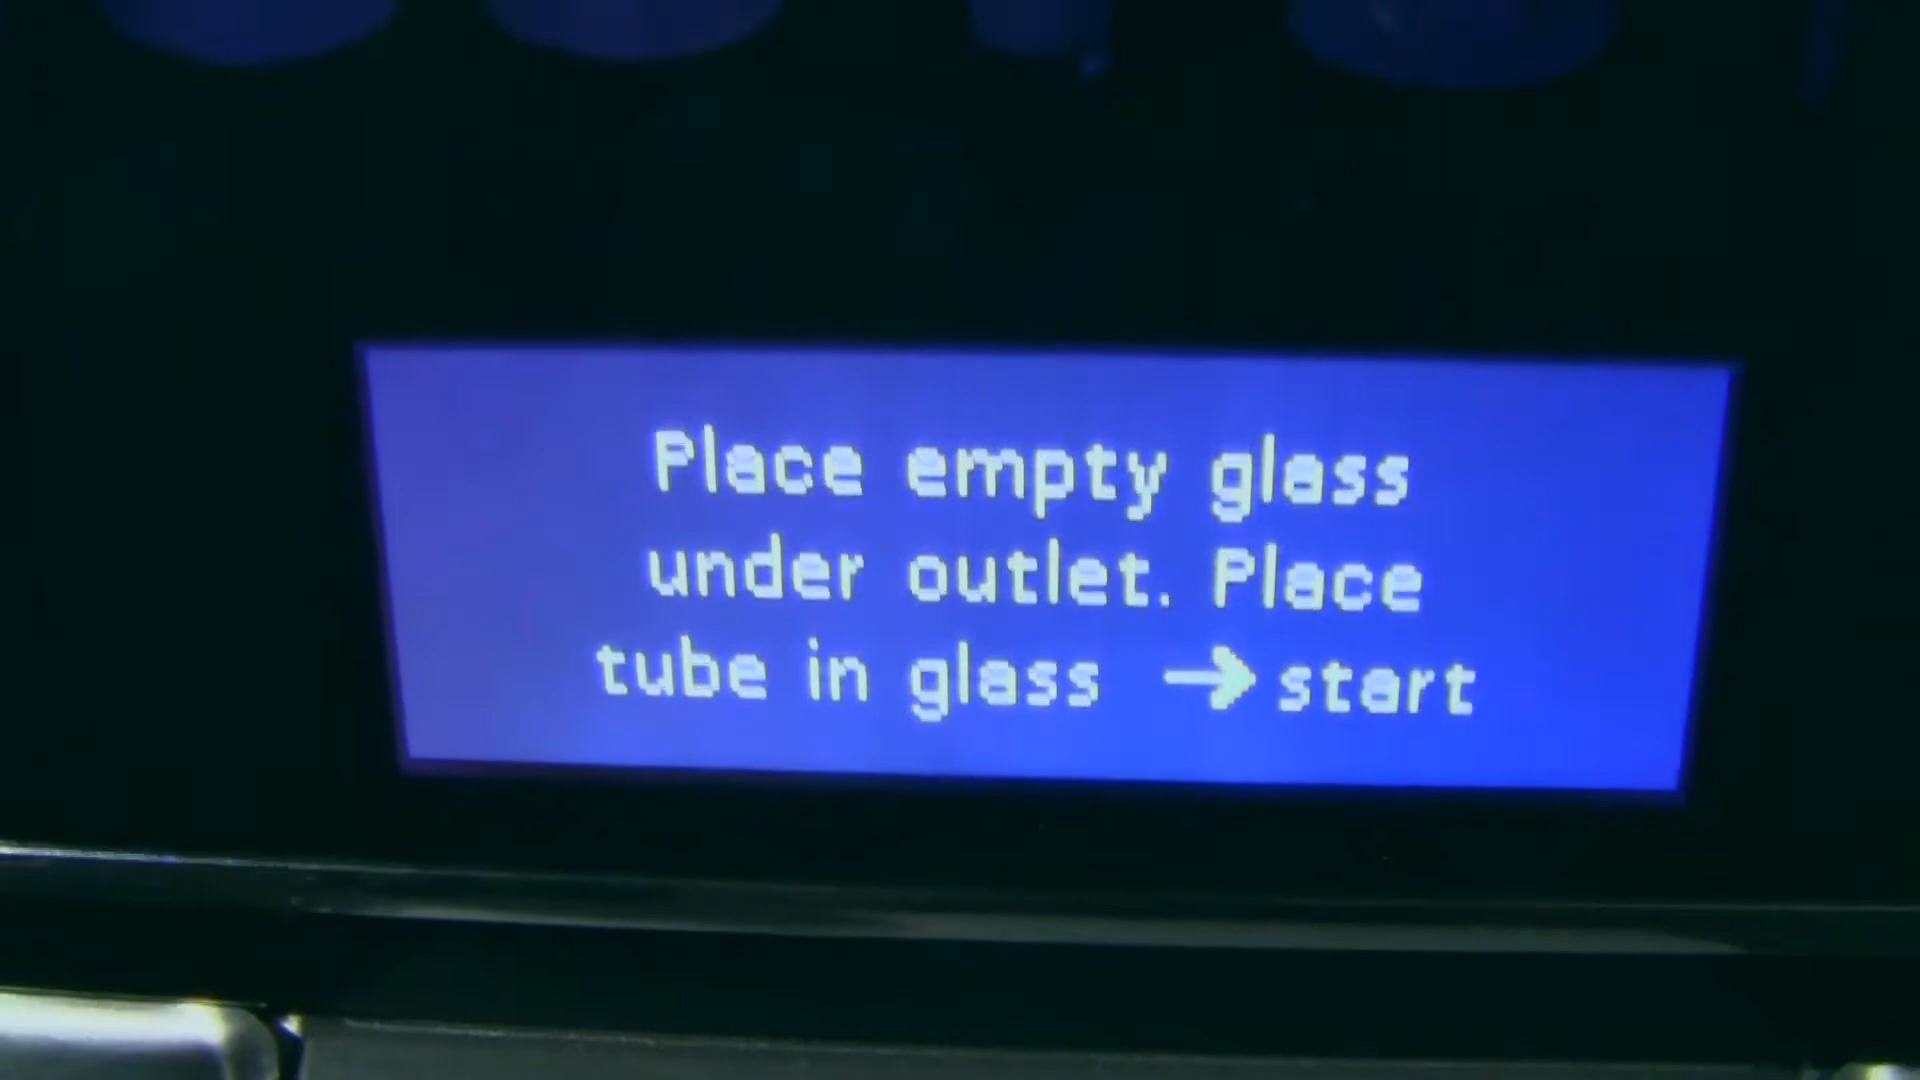 Place empty glass
under outlet. Place
tube in glass → start